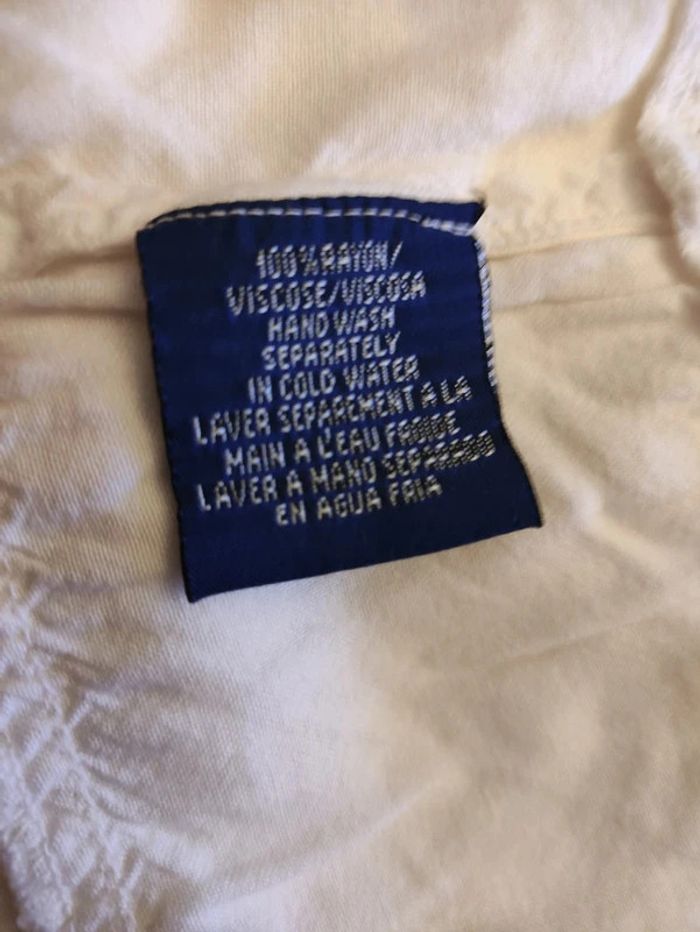 100% RAYON/
VISCOSE/VISCOSA
HAND WASH
SEPARATELY
IN COLD WATER
LAVER SEPAREMENT A LA
MAIN A L'EAU FROIDE
LAVER A MANO SEPARADO
EN AGUA FRIA